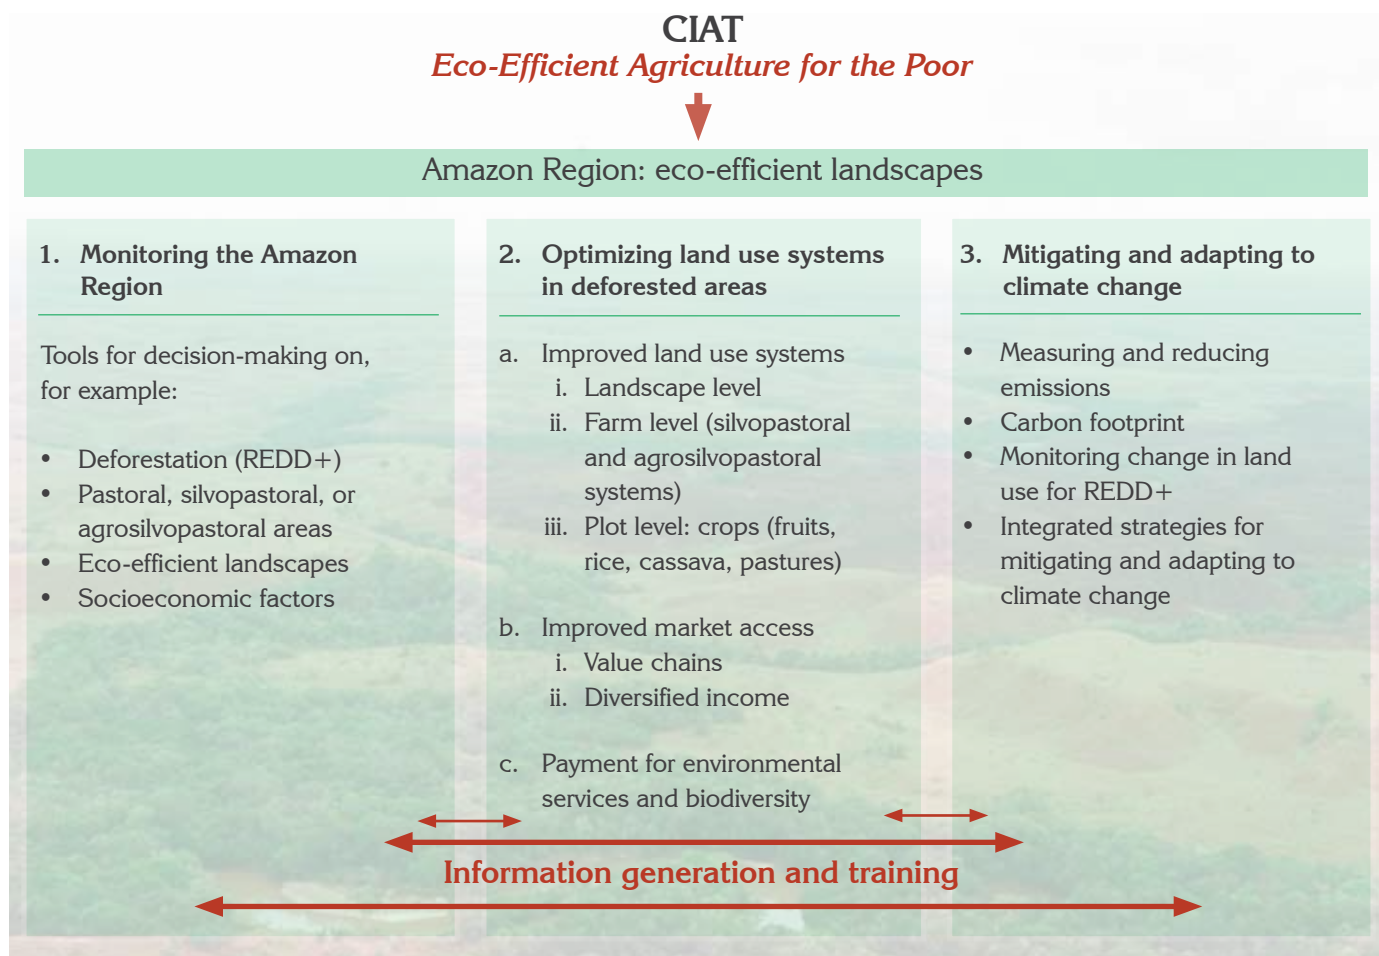 CIAT
Eco-Efficient Agriculture for the Poor
Amazon Region: eco-efficient landscapes
1. Monitoring the Amazon
Region
Tools for decision-making on,
for example:
• Deforestation (REDD+)
• Pastoral, silvopastoral, or
agrosilvopastoral areas
• Eco-efficient landscapes
• Socioeconomic factors
2. Optimizing land use systems
in deforested areas
a. Improved land use systems
i. Landscape level
ii. Farm level (silvopastoral
and agrosilvopastoral
systems)
iii. Plot level: crops (fruits,
rice, cassava, pastures)
b. Improved market access
i. Value chains
ii. Diversified income
c. Payment for environmental
services and biodiversity
3. Mitigating and adapting to
climate change
• Measuring and reducing
emissions
• Carbon footprint
• Monitoring change in land
use for REDD+
• Integrated strategies for
mitigating and adapting to
climate change
Information generation and training